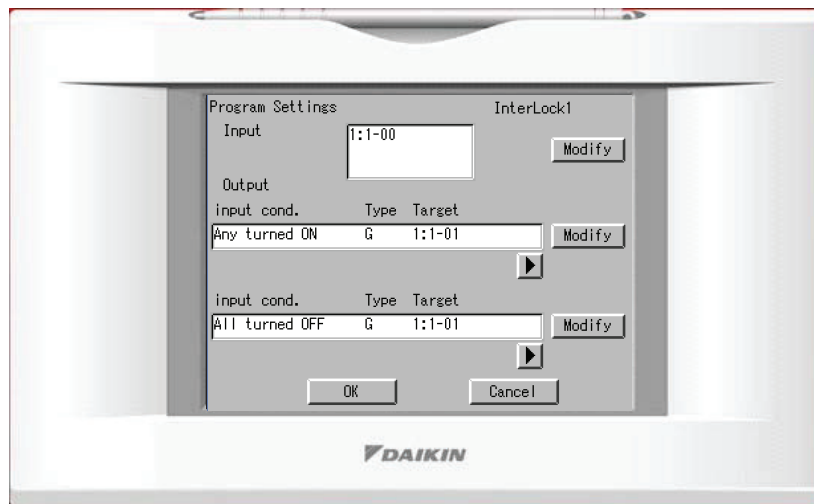 Program Settings InterLock1
Input 1:1-00 Modify
Output
input cond. Type Target
Any turned ON G 1:1-01 Modify
input cond. Type Target
All turned OFF G 1:1-01 Modify
OK Cancel
DAIKIN